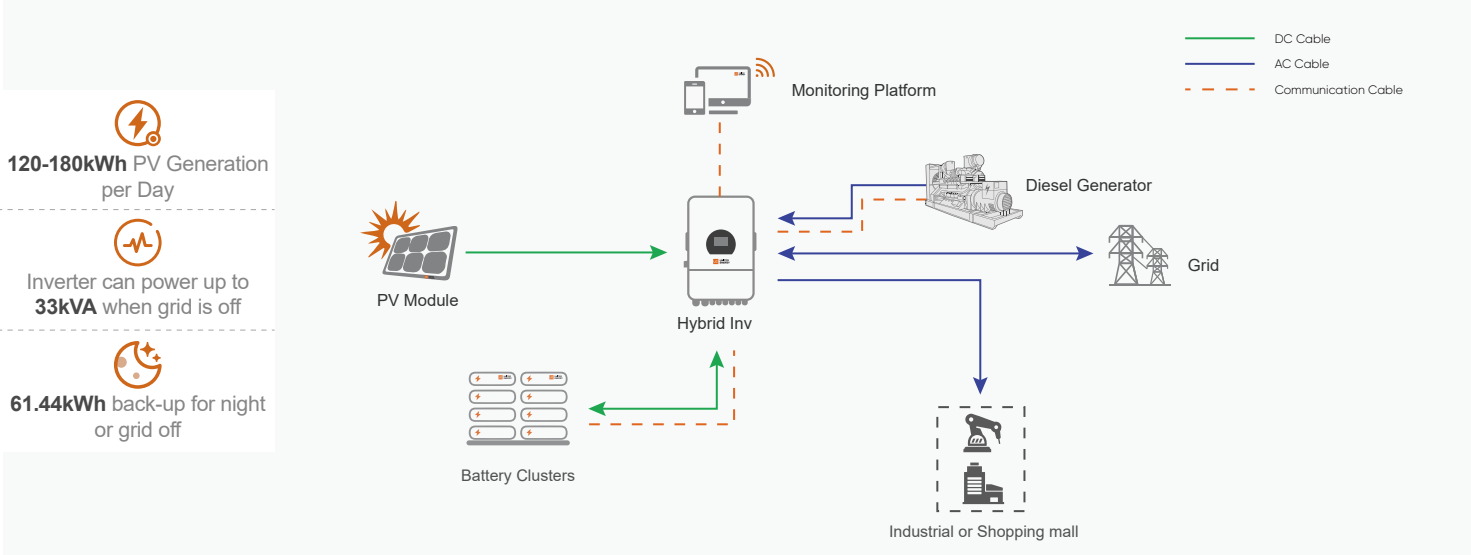 DC Cable
AC Cable
Communication Cable
Monitoring Platform
120-180kWh PV Generation
per Day
Diesel Generator
Inverter can power up to
33kVA when grid is off
PV Module
Grid
Hybrid Inv
61.44kWh back-up for night
or grid off
Battery Clusters
Industrial or Shopping mall